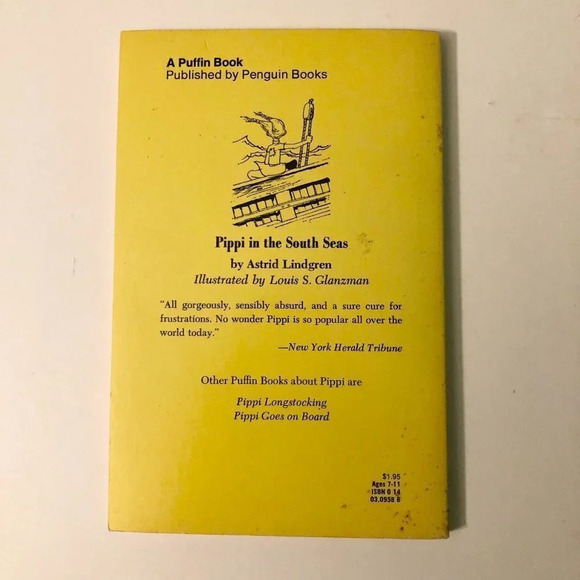 A Puffin Book
Published by Penguin Books
Pippi in the South Seas
by Astrid Lindgren
Illustrated by Louis S. Glanzman
“All gorgeously, sensibly absurd, and a sure cure for
frustrations. No wonder Pippi is so popular all over the
world today.”
—New York Herald Tribune
Other Puffin Books about Pippi are
Pippi Longstocking
Pippi Goes on Board
$1.95
Ages 7-11
ISBN 0 14
03.0958 8